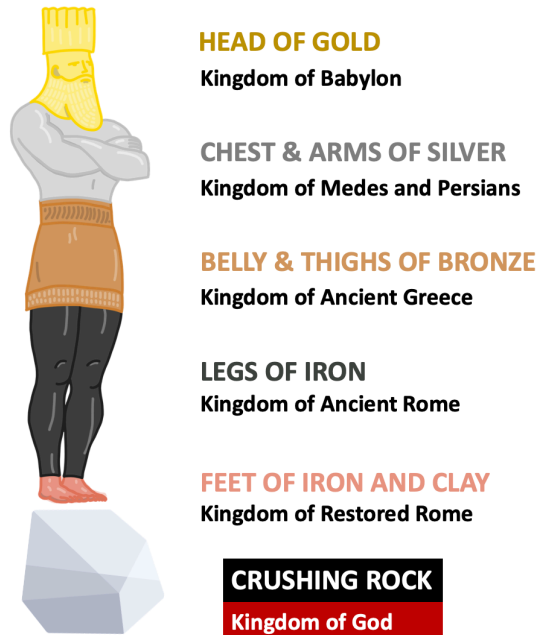 HEAD OF GOLD
Kingdom of Babylon
CHEST & ARMS OF SILVER
Kingdom of Medes and Persians
BELLY & THIGHS OF BRONZE
Kingdom of Ancient Greece
LEGS OF IRON
Kingdom of Ancient Rome
FEET OF IRON AND CLAY
Kingdom of Restored Rome
CRUSHING ROCK
Kingdom of God